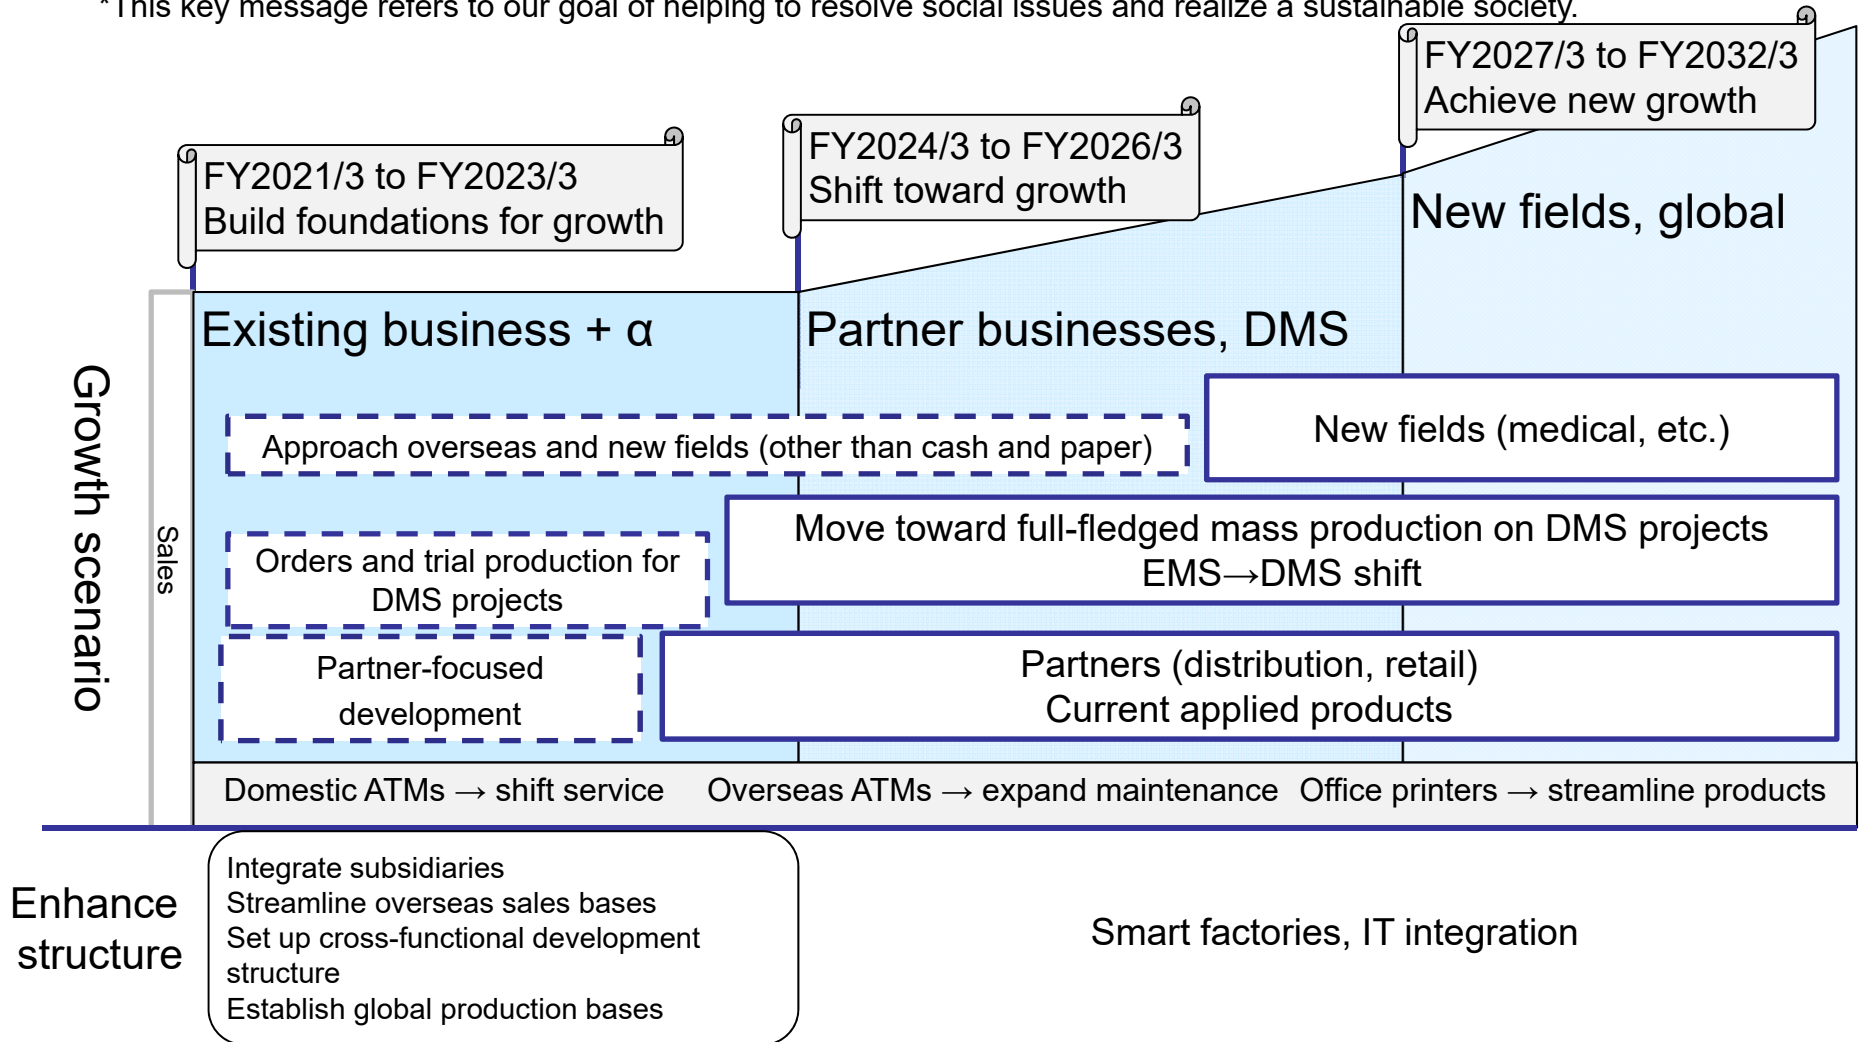 *This key message refers to our goal of helping to resolve social issues and realize a sustainable society.
FY2021/3 to FY2023/3
Build foundations for growth
FY2024/3 to FY2026/3
Shift toward growth
FY2027/3 to FY2032/3
Achieve new growth
Growth scenario
Sales
Existing business + α
Partner businesses, DMS
New fields, global
Approach overseas and new fields (other than cash and paper)
New fields (medical, etc.)
Orders and trial production for
DMS projects
Move toward full-fledged mass production on DMS projects
EMS→DMS shift
Partner-focused
development
Partners (distribution, retail)
Current applied products
Domestic ATMs → shift service
Overseas ATMs → expand maintenance
Office printers → streamline products
Enhance
structure
Integrate subsidiaries
Streamline overseas sales bases
Set up cross-functional development
structure
Establish global production bases
Smart factories, IT integration